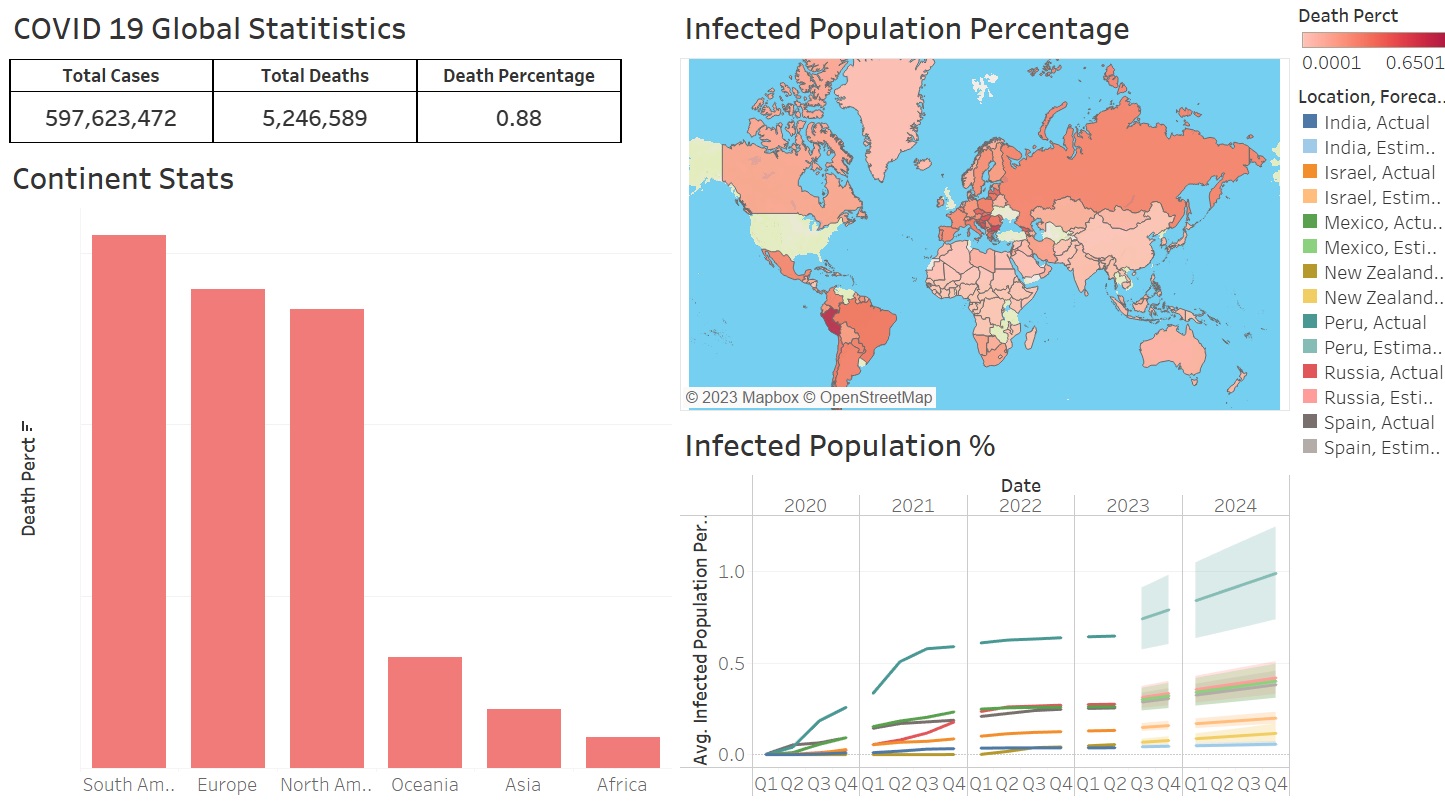 COVID 19 Global Statitistics
Total Cases Total Deaths Death Percentage
597,623,472 5,246,589 0.88
Continent Stats
Death Perct
South Am.. Europe North Am.. Oceania Asia Africa
Infected Population Percentage
© 2023 Mapbox © OpenStreetMap
Infected Population %
Date
2020 2021 2022 2023 2024
Avg. Infected Population Per..
1.0
0.5
0.0
Q1 Q2 Q3 Q4 Q1 Q2 Q3 Q4 Q1 Q2 Q3 Q4 Q1 Q2 Q3 Q4 Q1 Q2 Q3 Q4
Death Perct
0.0001 0.6501
Location, Foreca..
India, Actual
India, Estim..
Israel, Actual
Israel, Estim..
Mexico, Actu..
Mexico, Esti..
New Zealand..
New Zealand..
Peru, Actual
Peru, Estima..
Russia, Actual
Russia, Esti..
Spain, Actual
Spain, Estim..